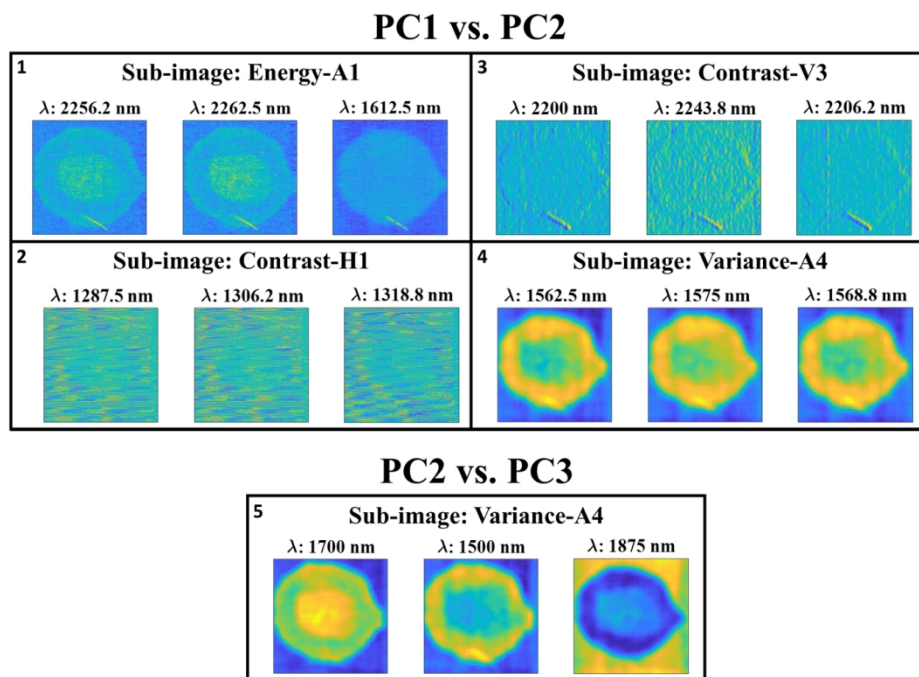 PC1 vs. PC2
1
Sub-image: Energy-A1
λ: 2256.2 nm λ: 2262.5 nm λ: 1612.5 nm
3
Sub-image: Contrast-V3
λ: 2200 nm λ: 2243.8 nm λ: 2206.2 nm
2
Sub-image: Contrast-H1
λ: 1287.5 nm λ: 1306.2 nm λ: 1318.8 nm
4
Sub-image: Variance-A4
λ: 1562.5 nm λ: 1575 nm λ: 1568.8 nm
PC2 vs. PC3
5
Sub-image: Variance-A4
λ: 1700 nm λ: 1500 nm λ: 1875 nm